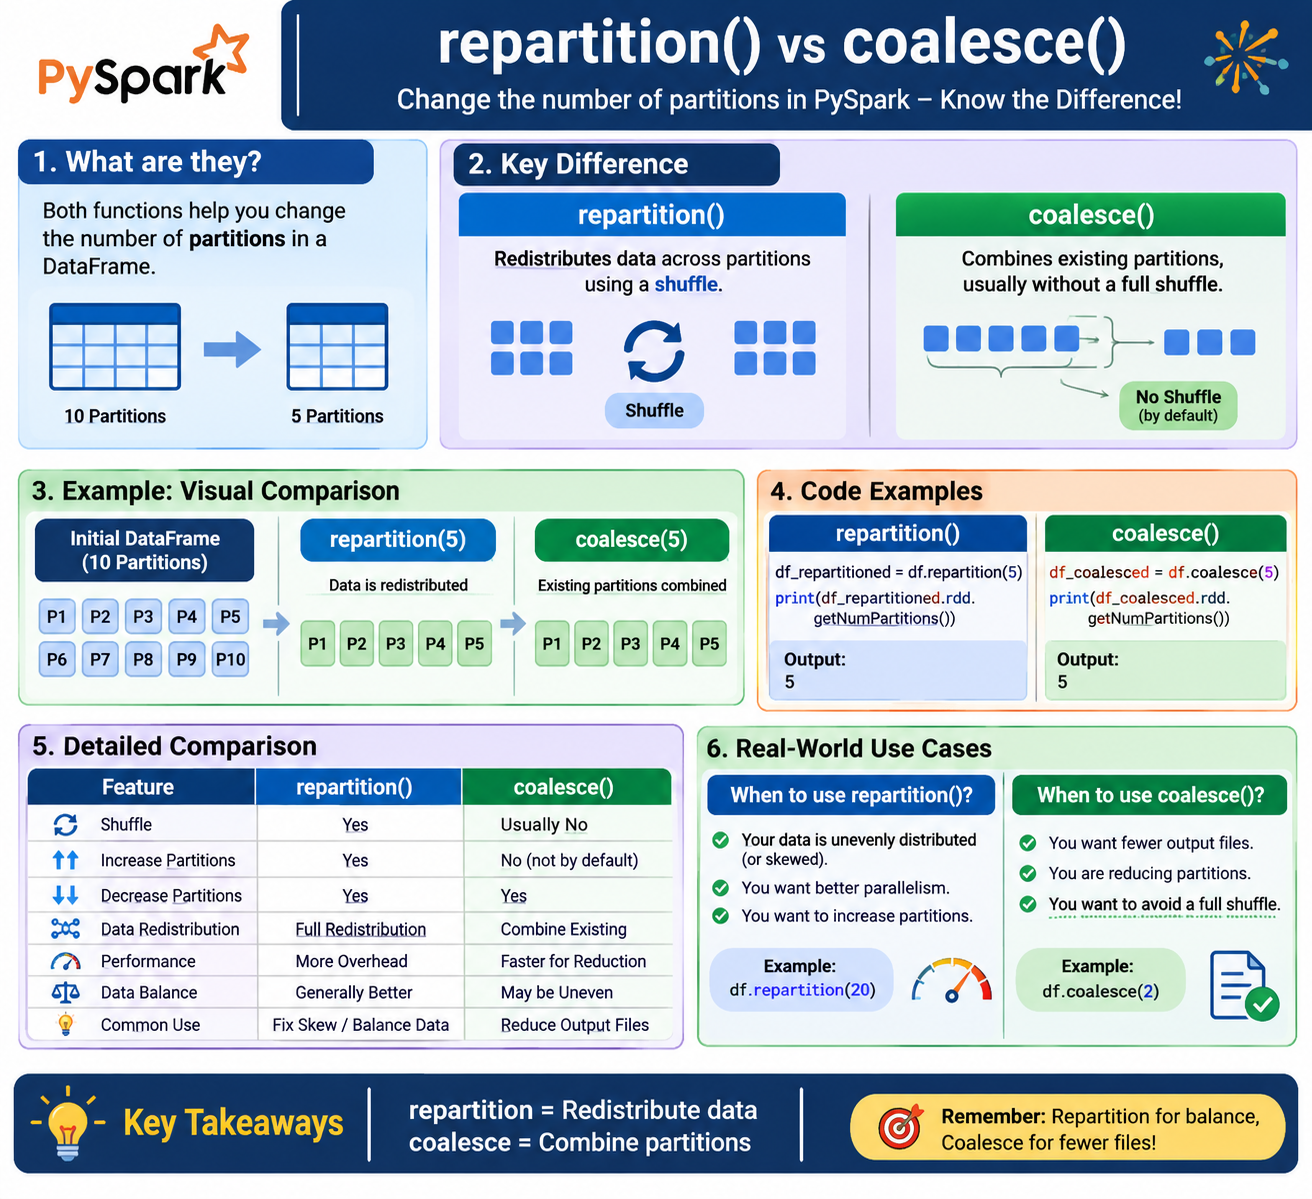 PySpark
repartition() vs coalesce()
Change the number of partitions in PySpark – Know the Difference!
1. What are they?
Both functions help you change
the number of partitions in a
DataFrame.
10 Partitions
5 Partitions
2. Key Difference
repartition()
Redistributes data across partitions
using a shuffle.
Shuffle
coalesce()
Combines existing partitions,
usually without a full shuffle.
No Shuffle
(by default)
3. Example: Visual Comparison
Initial DataFrame
(10 Partitions)
P1 P2 P3 P4 P5
P6 P7 P8 P9 P10
repartition(5)
Data is redistributed
P1 P2 P3 P4 P5
coalesce(5)
Existing partitions combined
P1 P2 P3 P4 P5
4. Code Examples
repartition()
df_repartitioned = df.repartition(5)
print(df_repartitioned.rdd.
getNumPartitions())
Output:
5
coalesce()
df_coalesced = df.coalesce(5)
print(df_coalesced.rdd.
getNumPartitions())
Output:
5
5. Detailed Comparison
Feature repartition() coalesce()
Shuffle Yes Usually No
Increase Partitions Yes No (not by default)
Decrease Partitions Yes Yes
Data Redistribution Full Redistribution Combine Existing
Performance More Overhead Faster for Reduction
Data Balance Generally Better May be Uneven
Common Use Fix Skew / Balance Data Reduce Output Files
6. Real-World Use Cases
When to use repartition()?
Your data is unevenly distributed
(or skewed).
You want better parallelism.
You want to increase partitions.
Example:
df.repartition(20)
When to use coalesce()?
You want fewer output files.
You are reducing partitions.
You want to avoid a full shuffle.
Example:
df.coalesce(2)
Key Takeaways
repartition = Redistribute data
coalesce = Combine partitions
Remember: Repartition for balance,
Coalesce for fewer files!